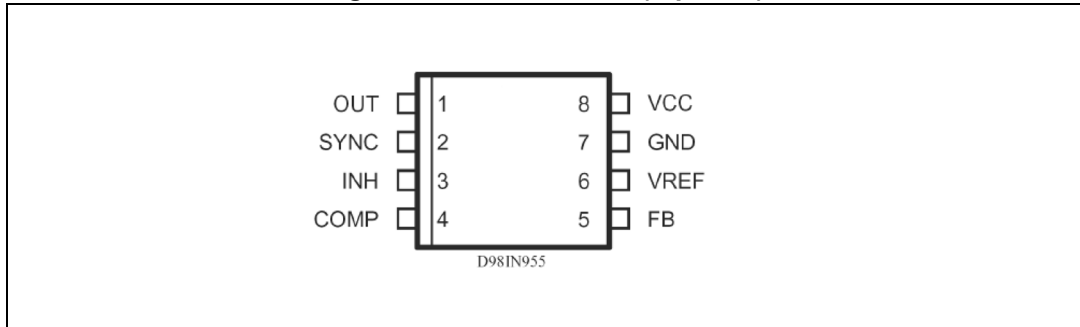 OUT 1 8 VCC
SYNC 2 7 GND
INH 3 6 VREF
COMP 4 5 FB
D98IN955